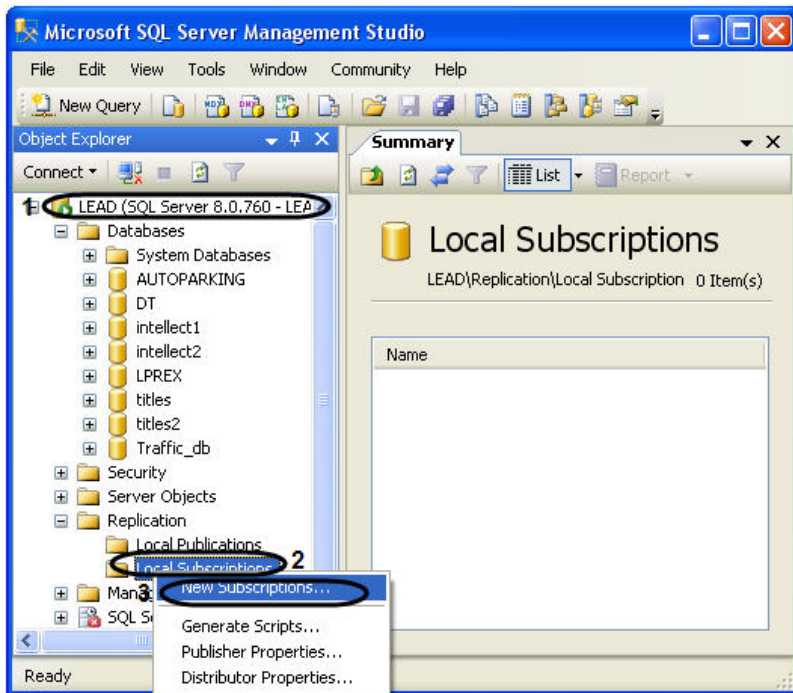 Microsoft SQL Server Management Studio
File Edit View Tools Window Community Help
New Query
Object Explorer
Summary
Connect
List
Report
1
LEAD (SQL Server 8.0.760 - LEA
Databases
System Databases
AUTOPARKING
DT
intellect1
intellect2
LPREX
titles
titles2
Traffic_db
Security
Server Objects
Replication
Local Publications
Local Subscriptions
2
Local Subscriptions
LEAD\Replication\Local Subscription 0 Item(s)
Name
3
New Subscriptions...
Generate Scripts...
Publisher Properties...
Distributor Properties...
Ready